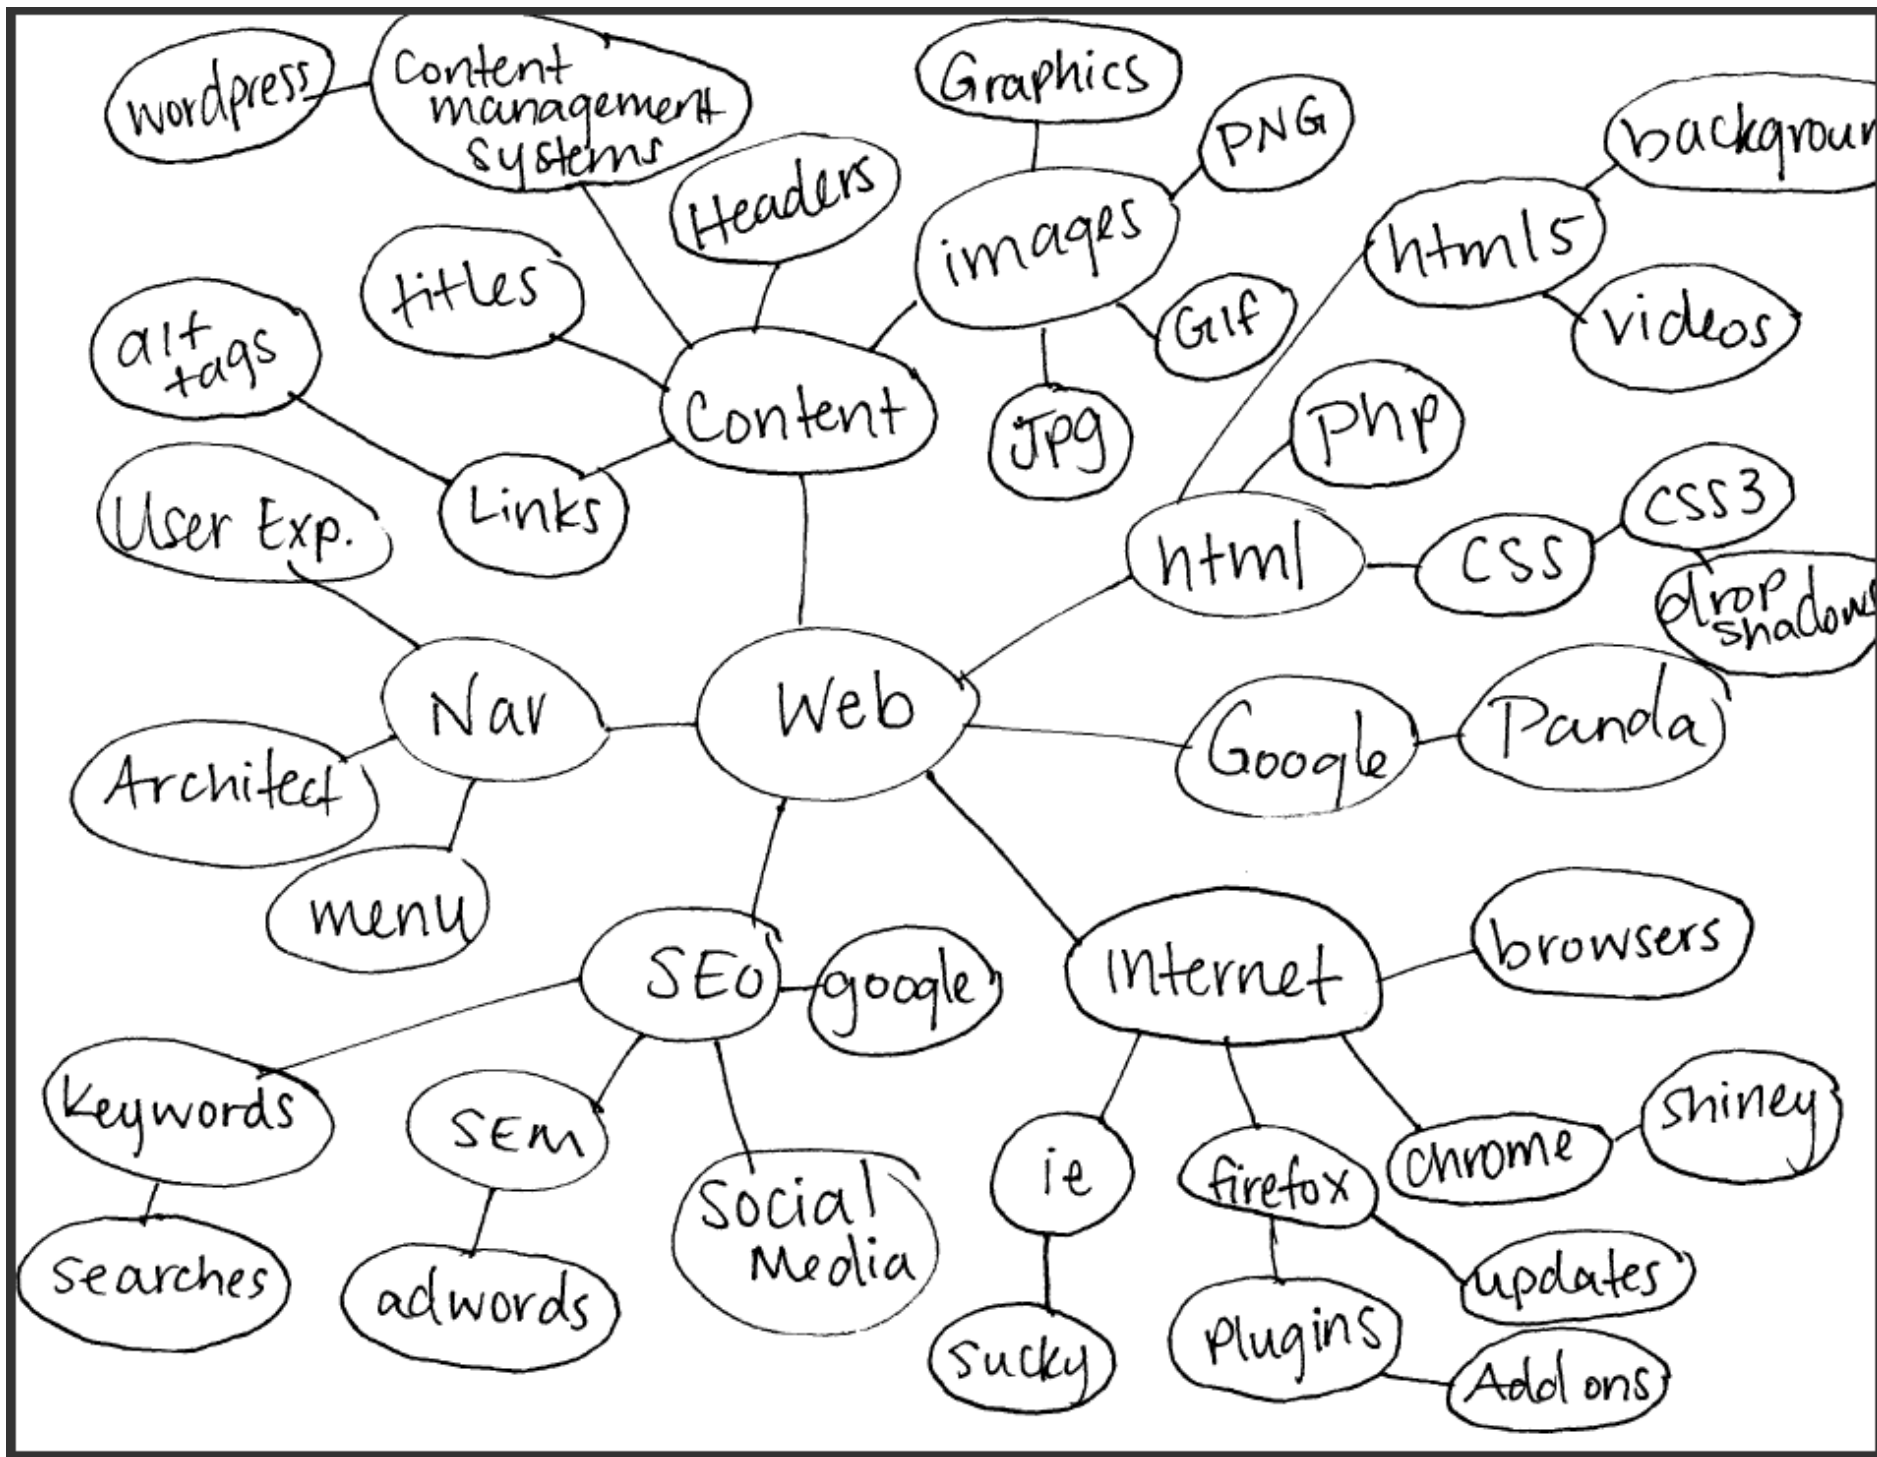 wordpress
Content
management
systems
Headers
titles
alt
tags
Links
Content
Graphics
PNG
images
GIf
JPg
html5
backgroun
videos
php
html
CSS
CSS3
drop
shadows
User Exp.
Nav
Architect
menu
Web
Google
Panda
SEO
google
Keywords
searches
SEm
adwords
Social
Media
Internet
browsers
ie
sucky
firefox
chrome
shiney
updates
Plugins
Add ons